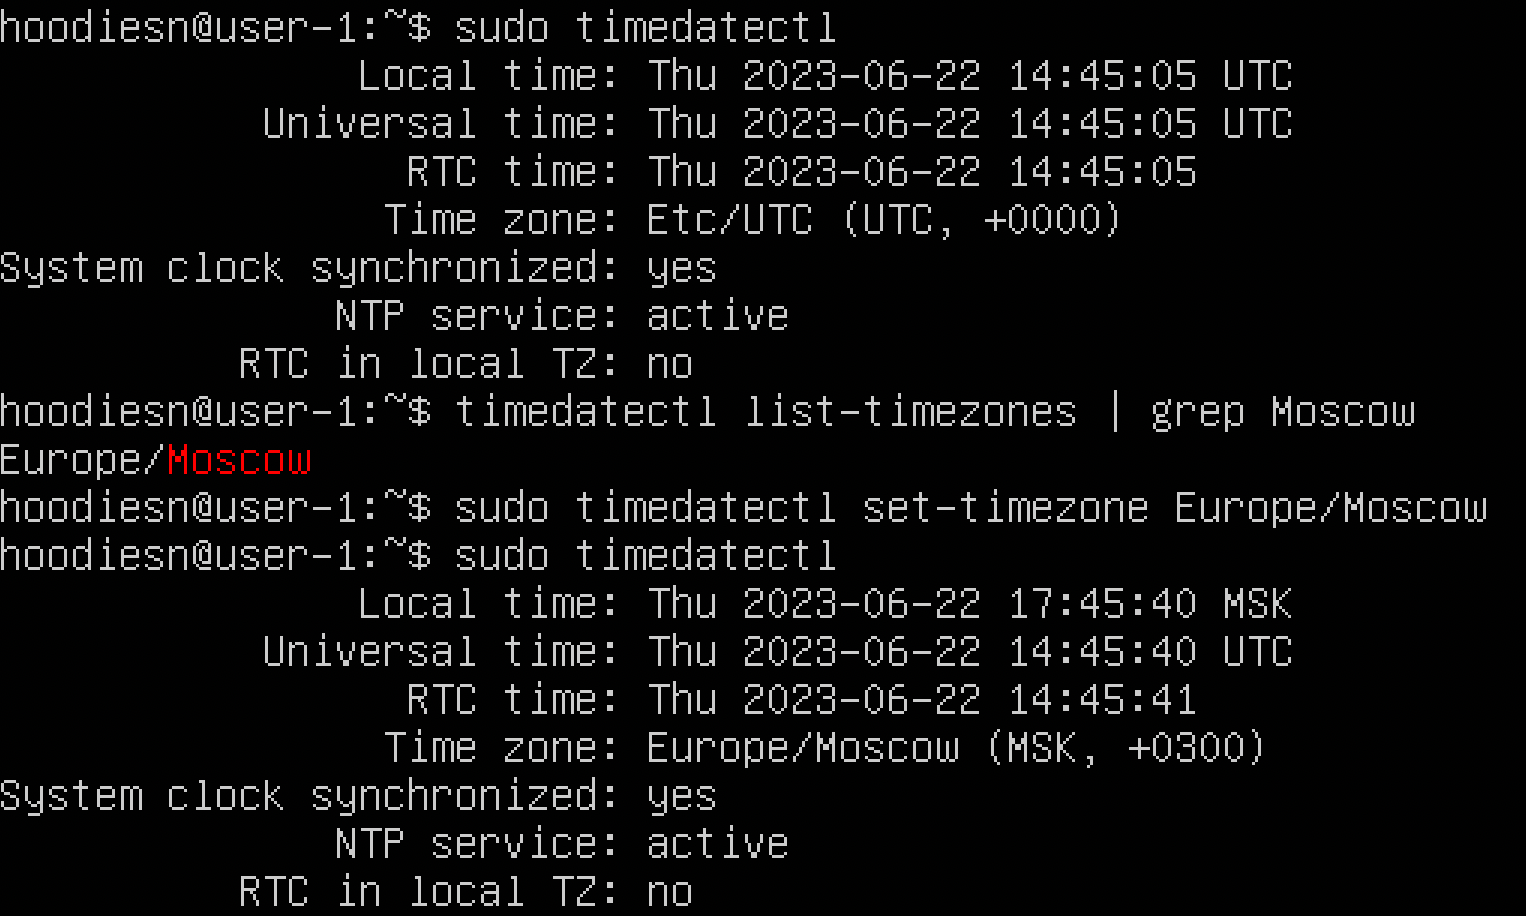 hoodiesn@user-1:~$ sudo timedatectl
Local time: Thu 2023-06-22 14:45:05 UTC
Universal time: Thu 2023-06-22 14:45:05 UTC
RTC time: Thu 2023-06-22 14:45:05
Time zone: Etc/UTC (UTC, +0000)
System clock synchronized: yes
NTP service: active
RTC in local TZ: no
hoodiesn@user-1:~$ timedatectl list-timezones | grep Moscow
Europe/Moscow
hoodiesn@user-1:~$ sudo timedatectl set-timezone Europe/Moscow
hoodiesn@user-1:~$ sudo timedatectl
Local time: Thu 2023-06-22 17:45:40 MSK
Universal time: Thu 2023-06-22 14:45:40 UTC
RTC time: Thu 2023-06-22 14:45:41
Time zone: Europe/Moscow (MSK, +0300)
System clock synchronized: yes
NTP service: active
RTC in local TZ: no